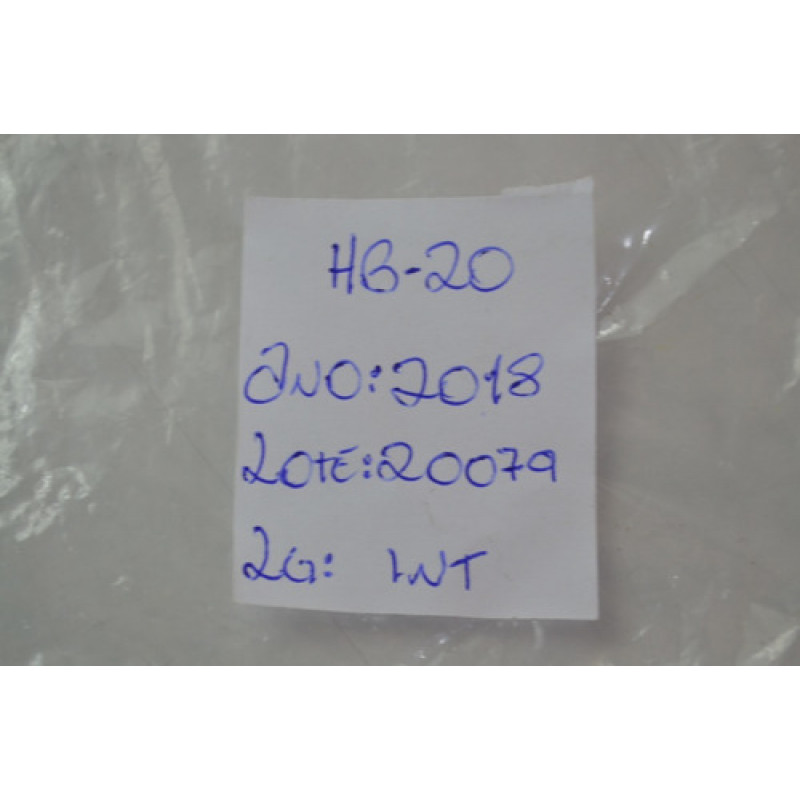 HB-20
ANO: 2018
LOTE: 20079
LG: INT